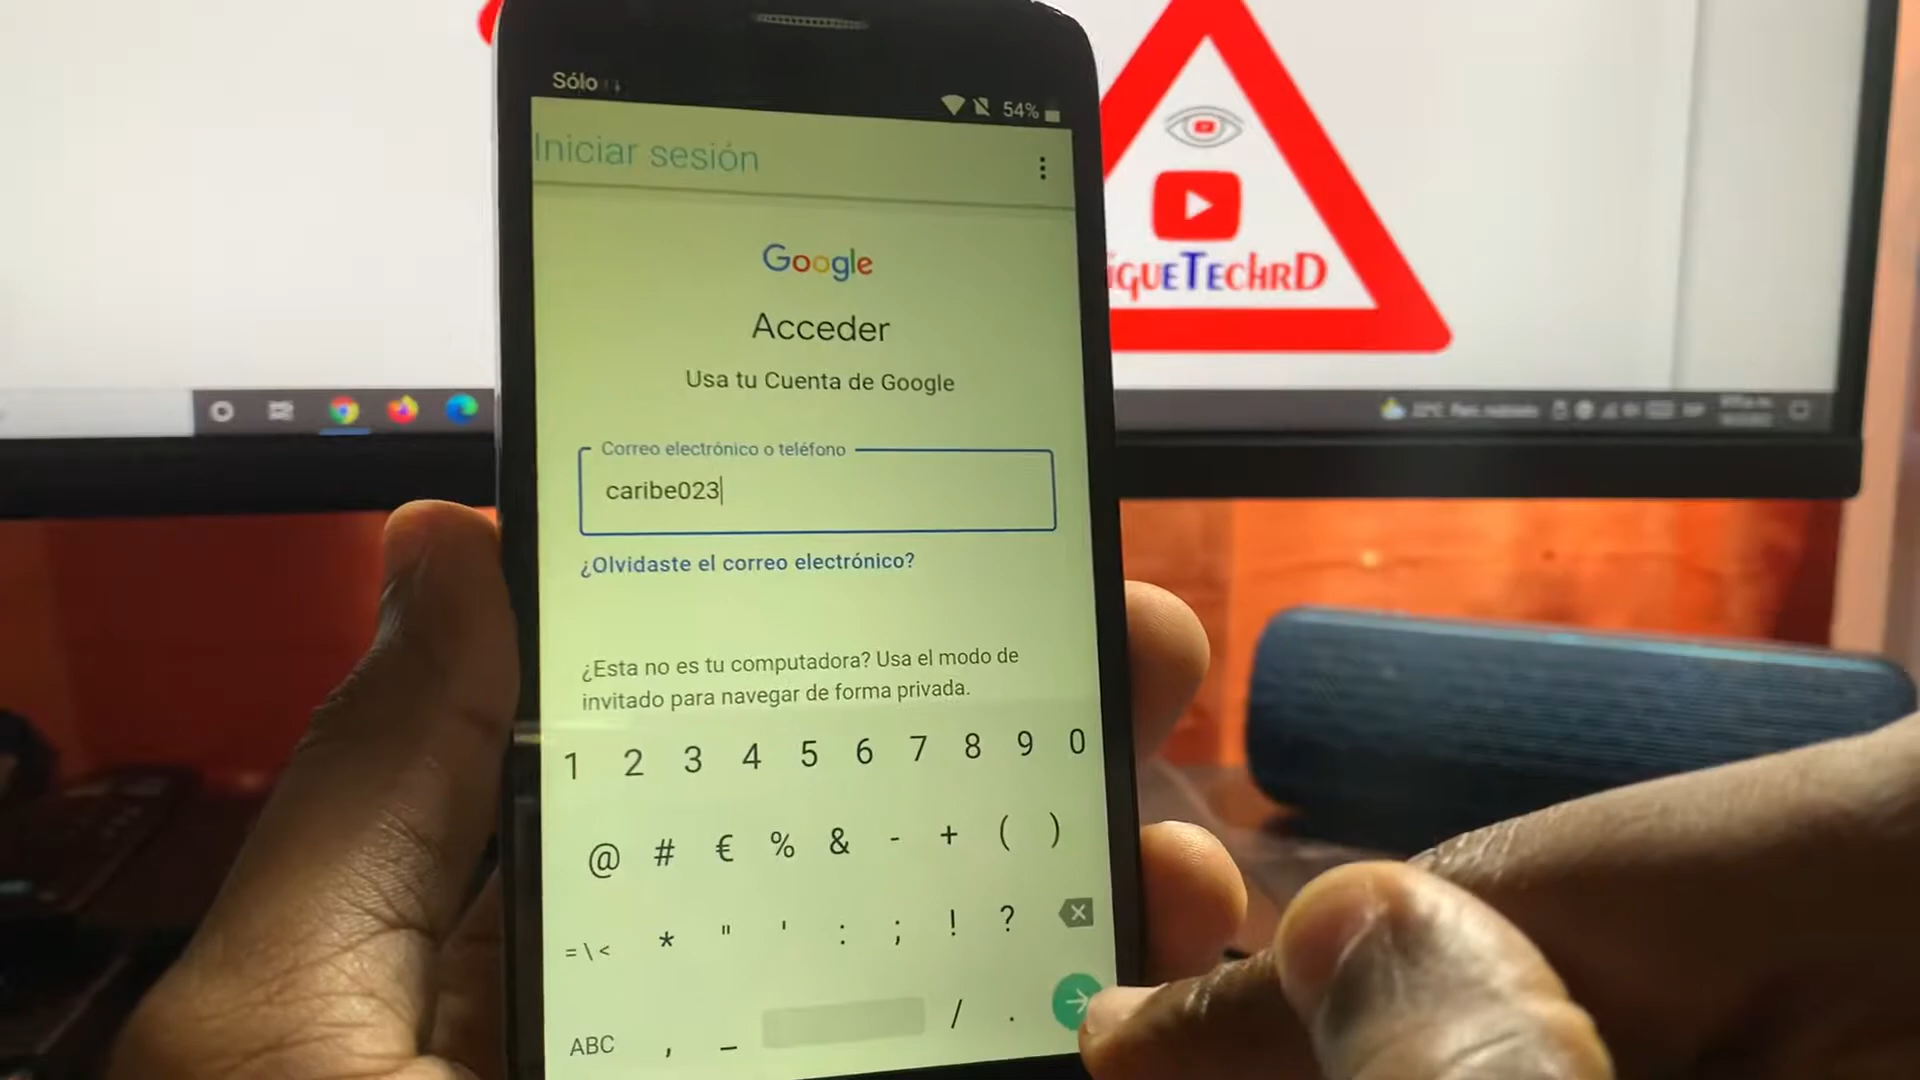 Sólo
54%
Iniciar sesión
Google
Acceder
Usa tu Cuenta de Google
Correo electrónico o teléfono
caribe023
¿Olvidaste el correo electrónico?
¿Esta no es tu computadora? Usa el modo de
invitado para navegar de forma privada.
1 2 3 4 5 6 7 8 9 0
@ # € % & - + ( )
=\< * " ' : ; ! ?
ABC , _ / .
íguETEchRD